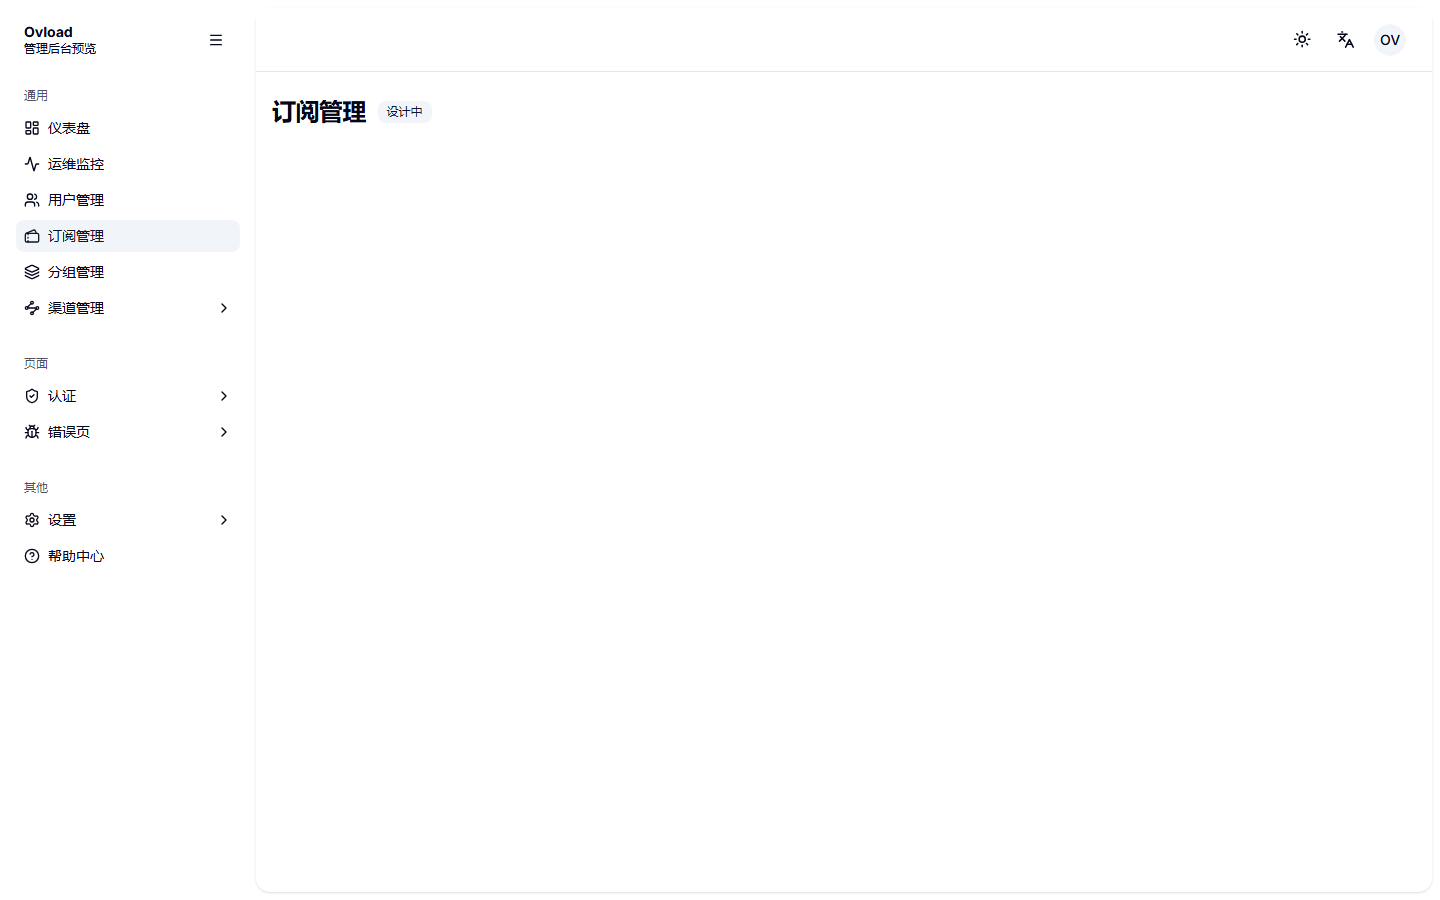 Ovload
管理后台预览
通用
仪表盘
运维监控
用户管理
订阅管理
分组管理
渠道管理
页面
认证
错误页
其他
设置
帮助中心
OV
订阅管理
设计中